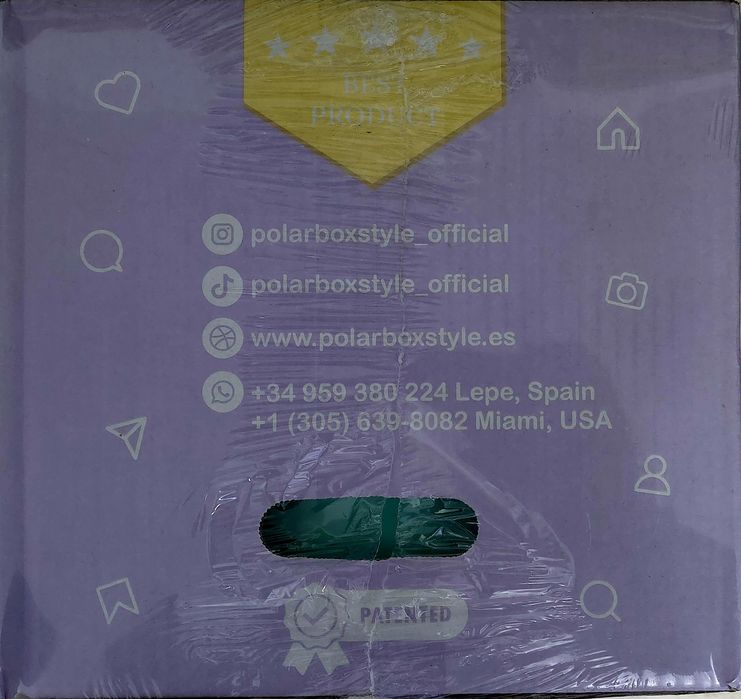 BEST
PRODUCT
polarboxstyle_official
polarboxstyle_official
www.polarboxstyle.es
+34 959 380 224 Lepe, Spain
+1 (305) 639-8082 Miami, USA
PATENTED